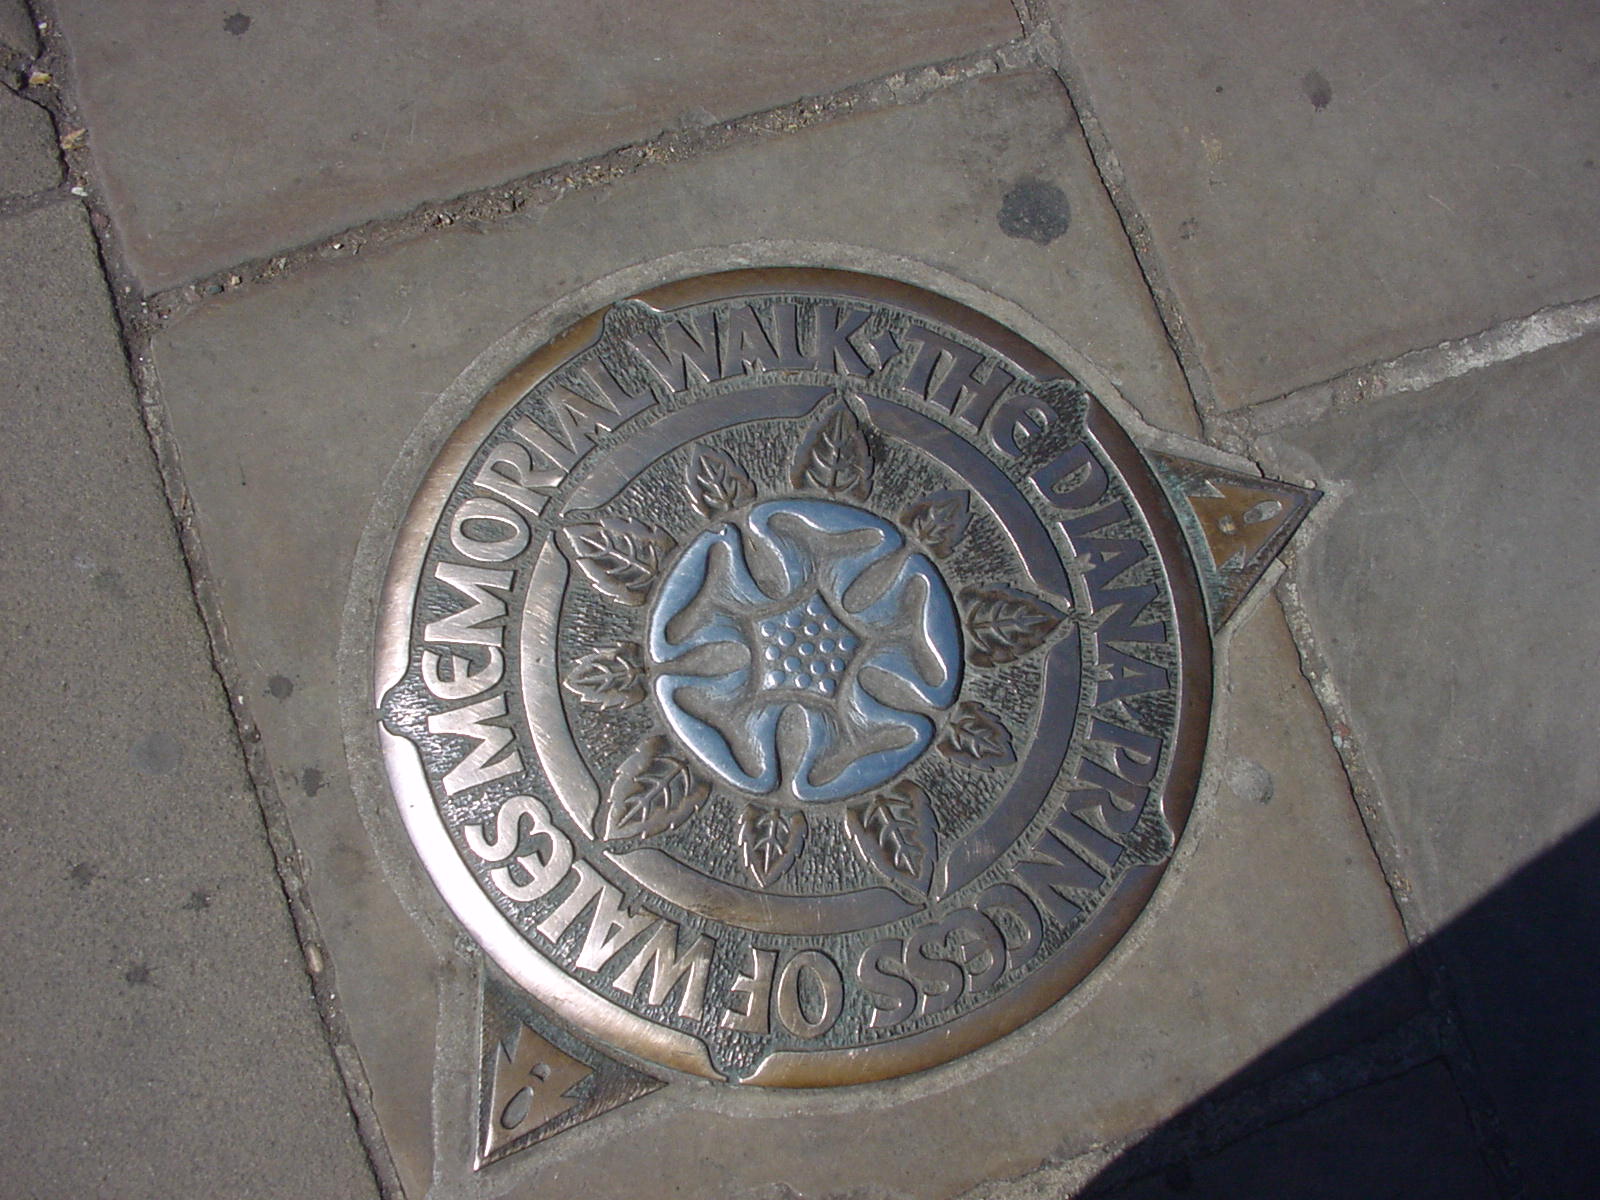 THE DIANA PRINCESS OF WALES MEMORIAL WALK